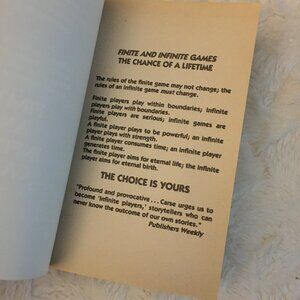 FINITE AND INFINITE GAMES
THE CHANCE OF A LIFETIME
The rules of the finite game may not change; the
rules of an infinite game must change.
Finite players play within boundaries; infinite
players play with boundaries.
Finite players are serious; infinite games are
playful.
A finite player plays to be powerful; an infinite
player plays with strength.
A finite player consumes time; an infinite player
generates time.
The finite player aims for eternal life; the infinite
player aims for eternal birth.
THE CHOICE IS YOURS
"Profound and provocative . . . Carse urges us to
become 'infinite players,' storytellers who can
never know the outcome of our own stories."
Publishers Weekly